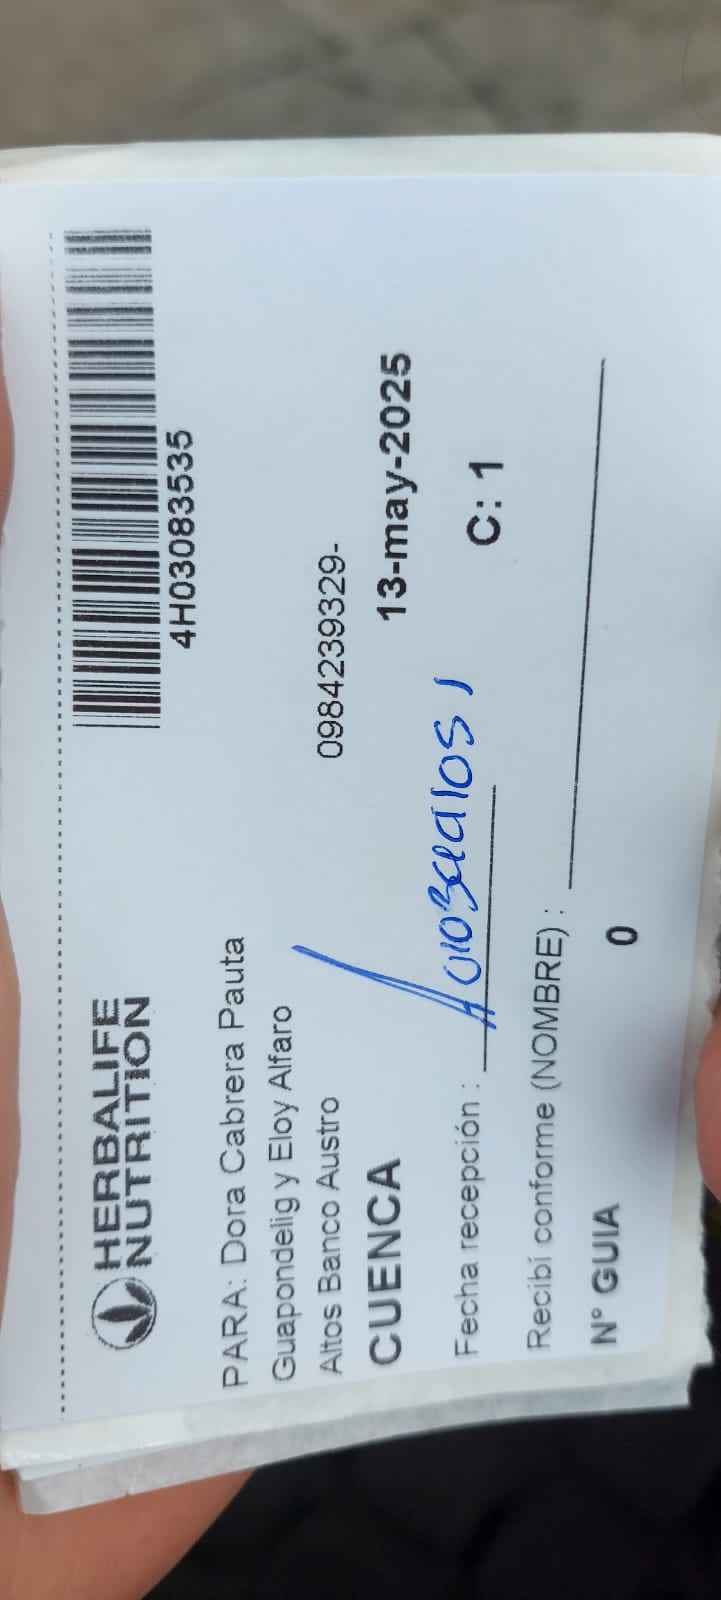 HERBALIFE
NUTRITION
4H03083535
PARA: Dora Cabrera Pauta
Guapondelig y Eloy Alfaro
Altos Banco Austro 0984239329-
CUENCA 13-may-2025
Fecha recepción :
C: 1
Recibí conforme (NOMBRE) :
N° GUIA 0